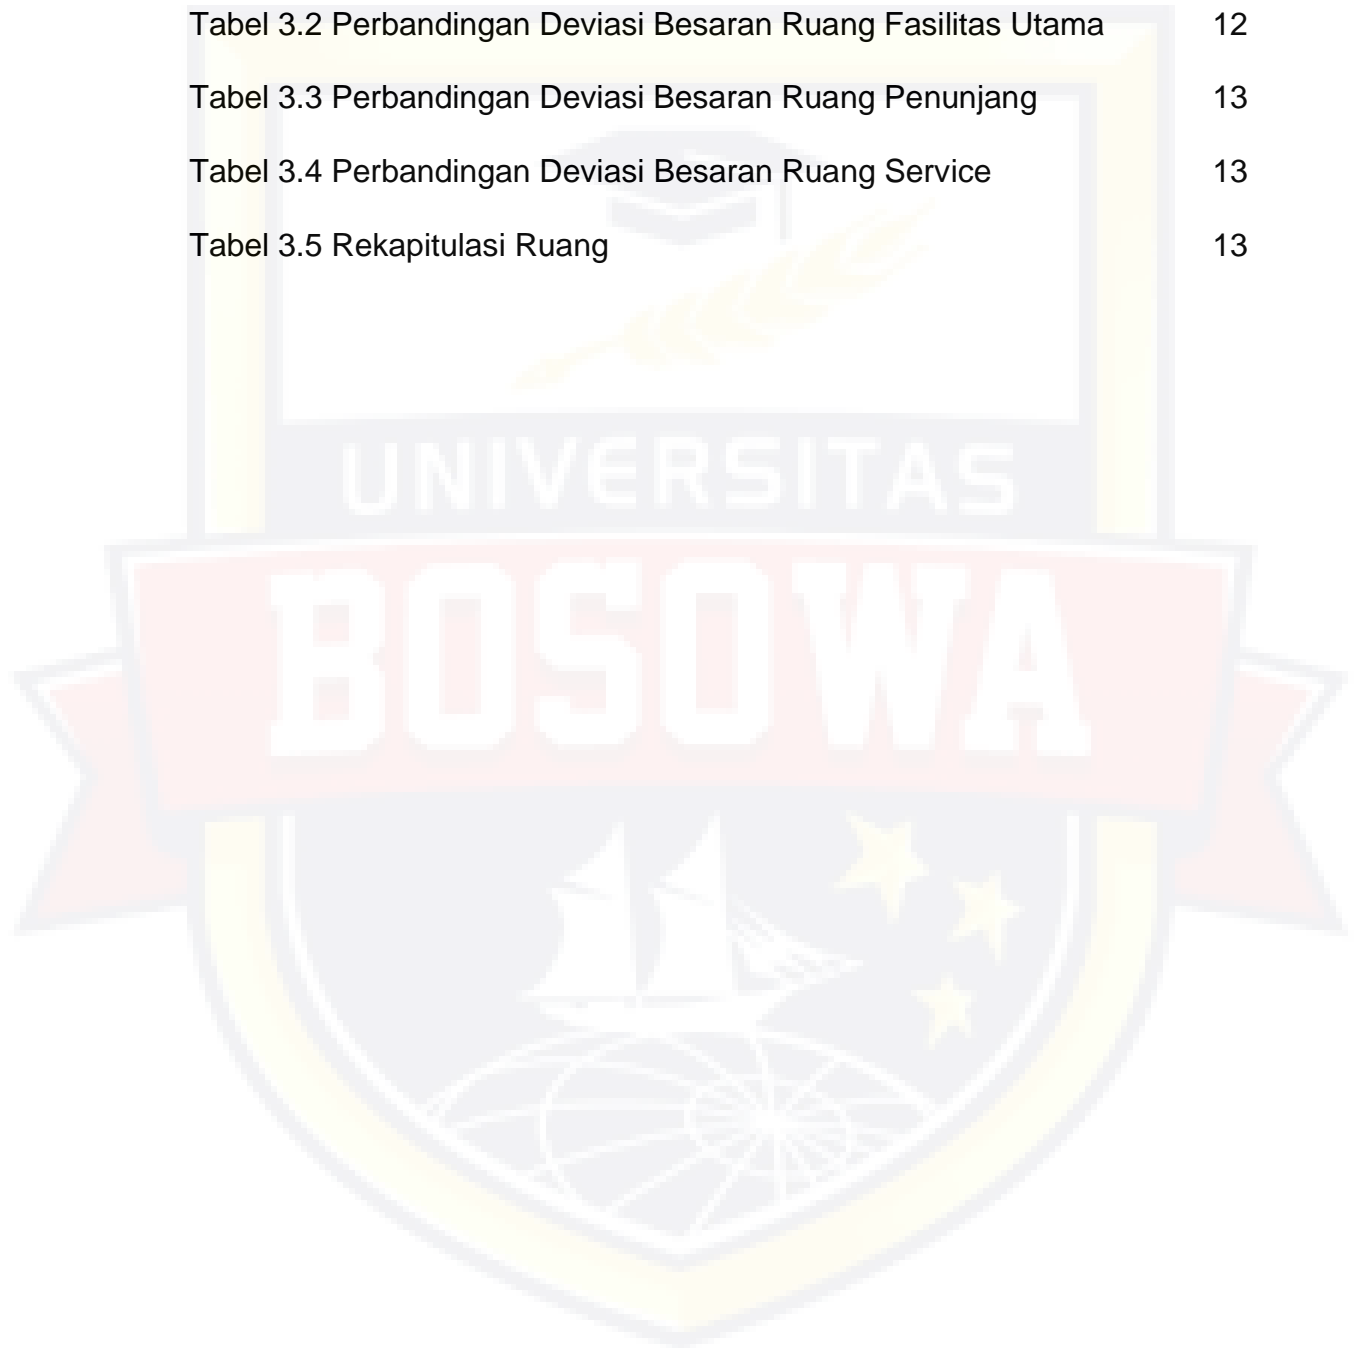 Tabel 3.2 Perbandingan Deviasi Besaran Ruang Fasilitas Utama 12
Tabel 3.3 Perbandingan Deviasi Besaran Ruang Penunjang 13
Tabel 3.4 Perbandingan Deviasi Besaran Ruang Service 13
Tabel 3.5 Rekapitulasi Ruang 13
UNIVERSITAS
BOSOWA